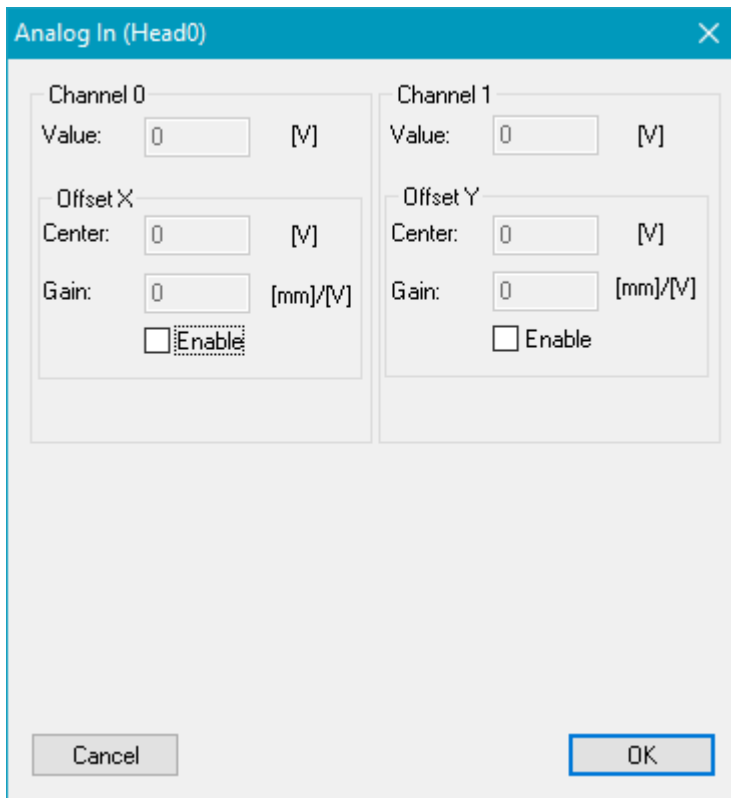 Analog In (Head0)
Channel 0
Value: 0 [V]
Offset X
Center: 0 [V]
Gain: 0 [mm]/[V]
Enable
Channel 1
Value: 0 [V]
Offset Y
Center: 0 [V]
Gain: 0 [mm]/[V]
Enable
Cancel
OK